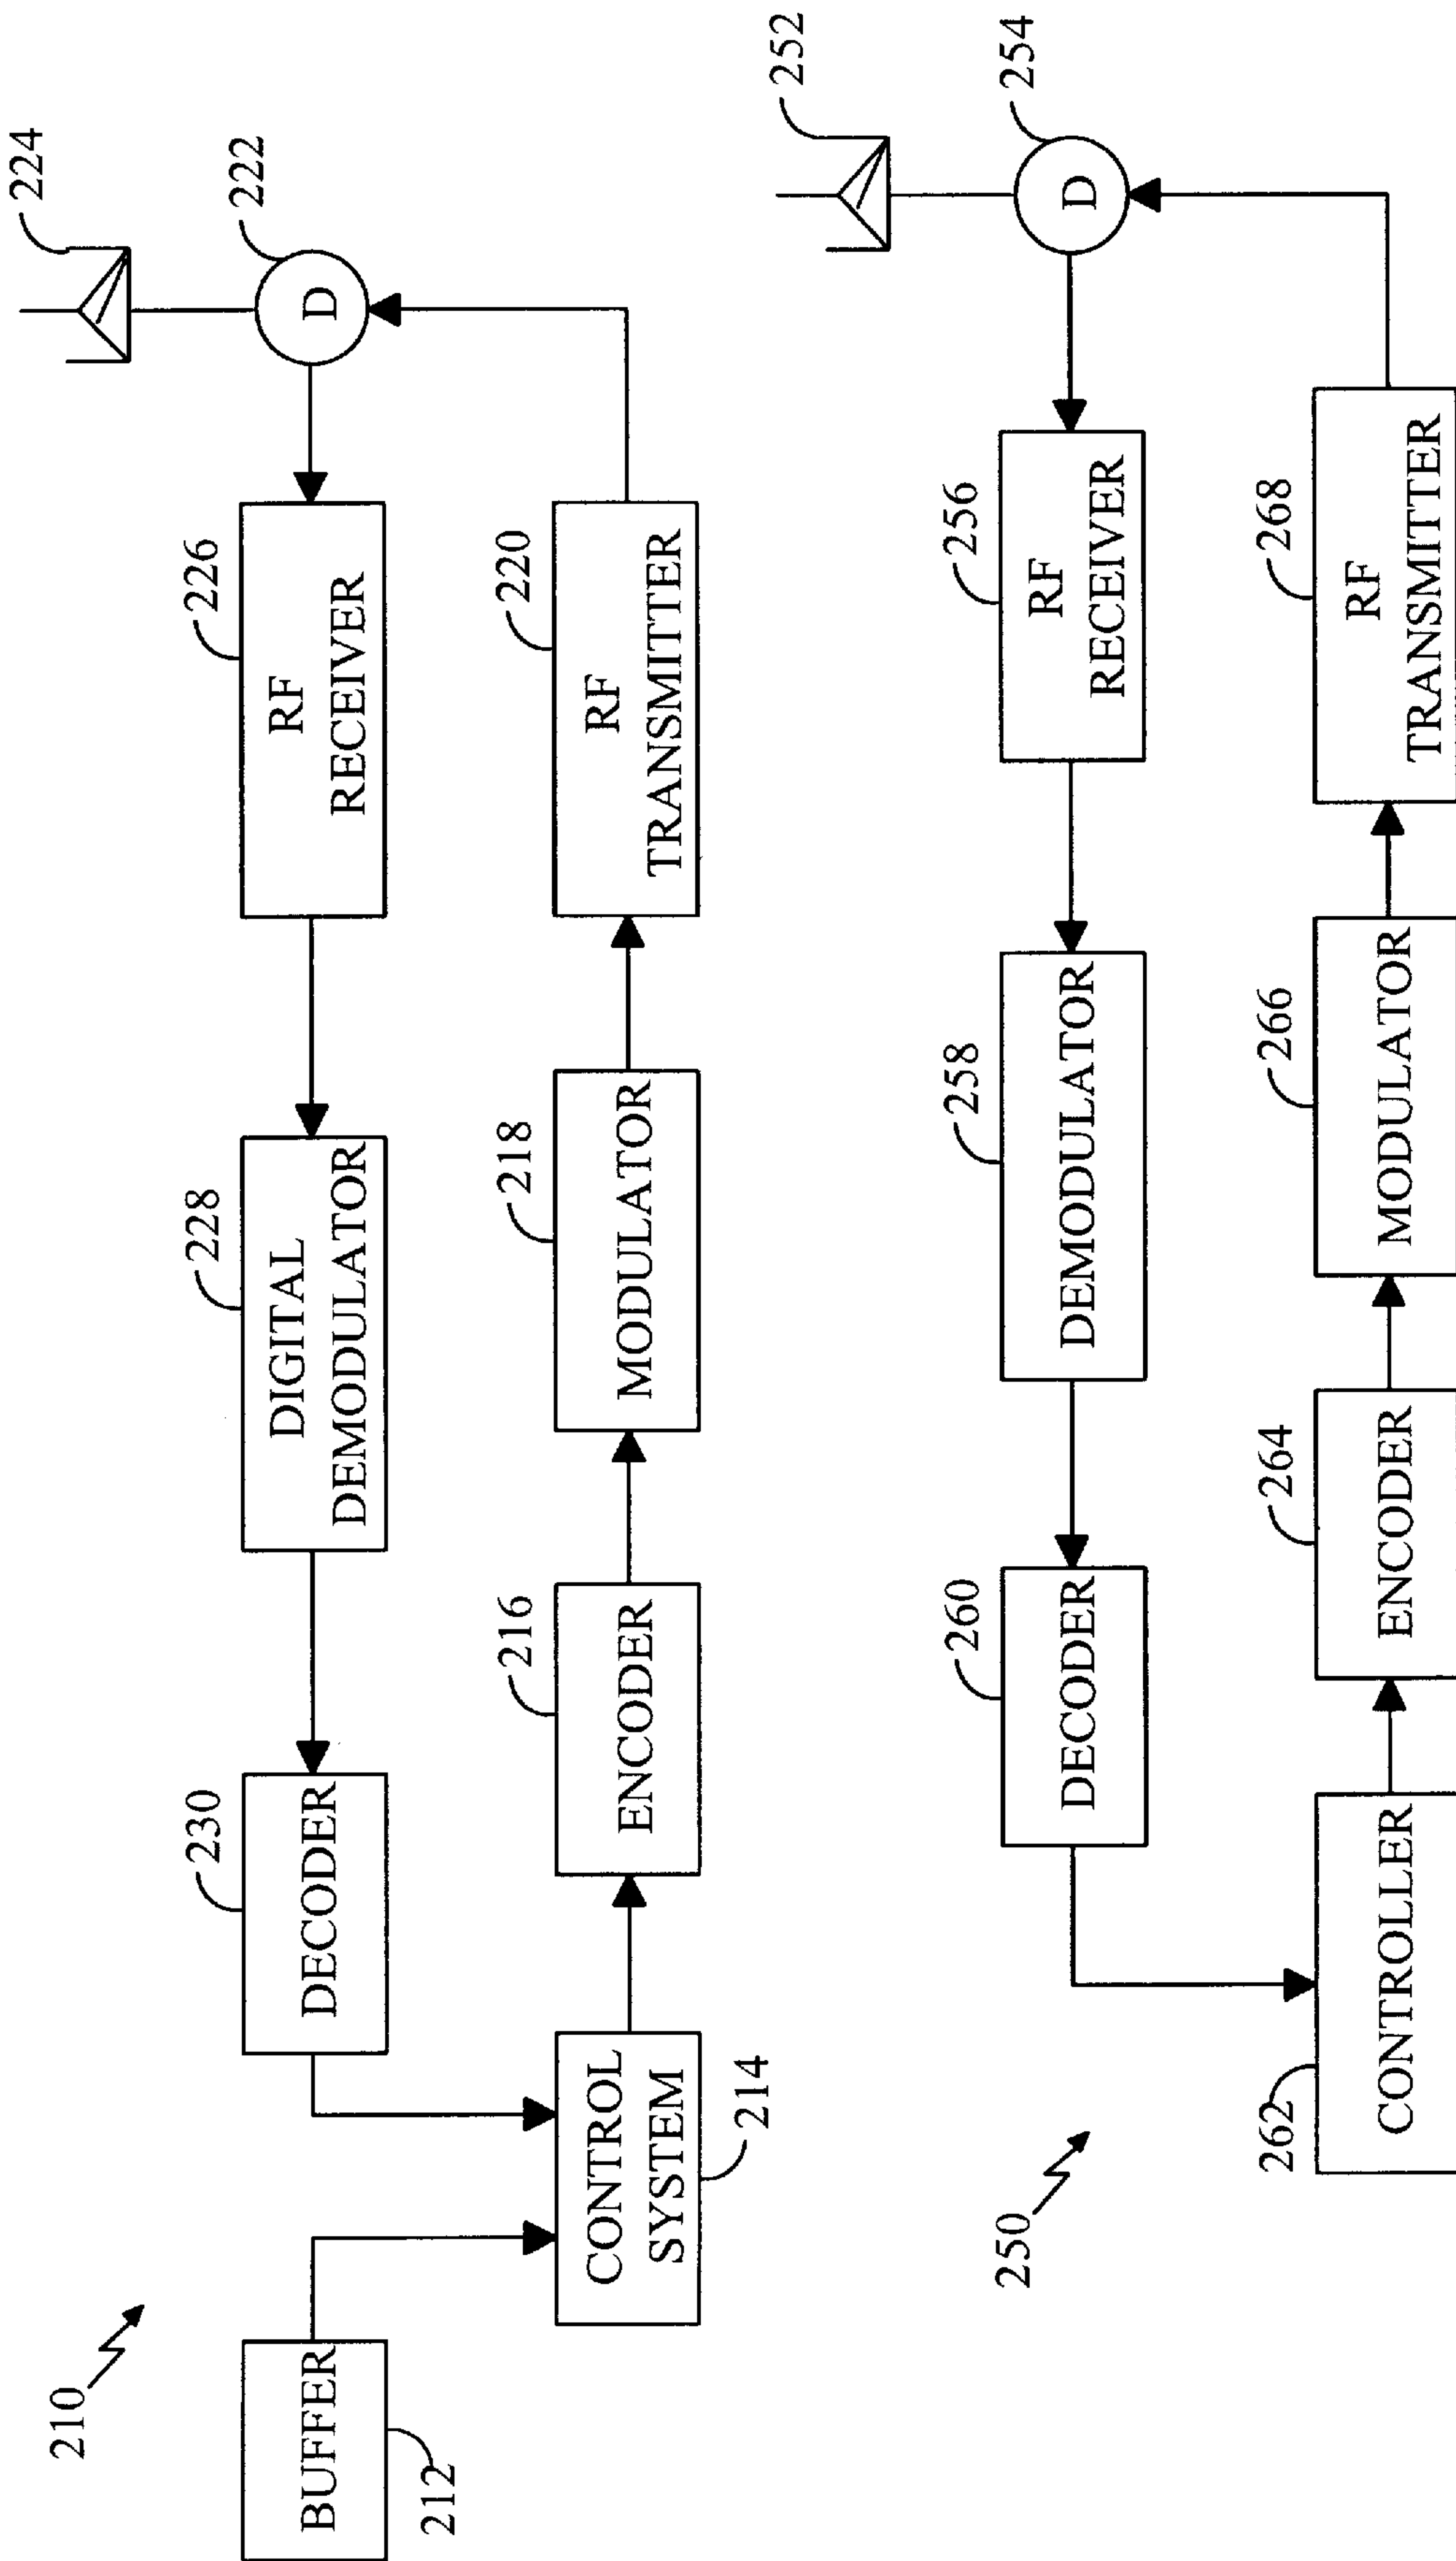 210
BUFFER
212
CONTROL
SYSTEM
214
DECODER
230
DIGITAL
DEMODULATOR
228
RF
RECEIVER
226
224
D
222
ENCODER
216
MODULATOR
218
RF
TRANSMITTER
220
250
252
D
254
RF
RECEIVER
256
DEMODULATOR
258
DECODER
260
CONTROLLER
262
ENCODER
264
MODULATOR
266
RF
TRANSMITTER
268